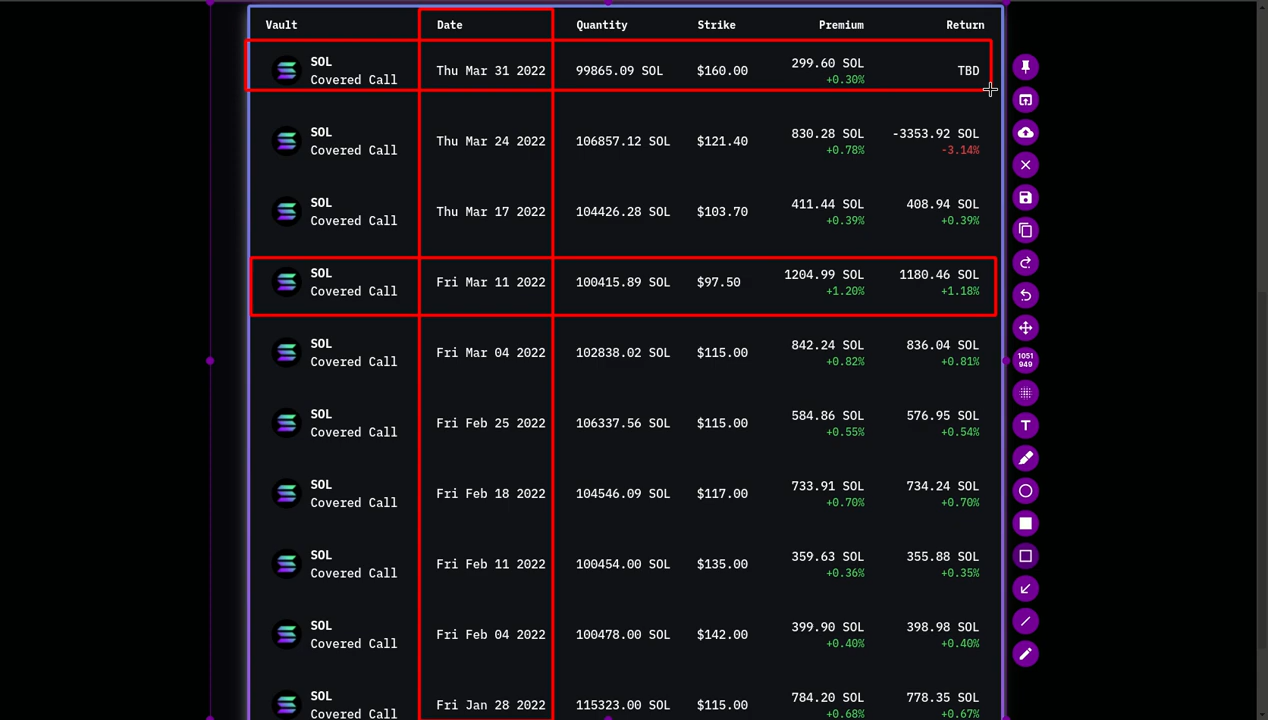 Vault Date Quantity Strike Premium Return
SOL
Covered Call
Thu Mar 31 2022 99865.09 SOL $160.00 299.60 SOL TBD
+0.30%
SOL
Covered Call
Thu Mar 24 2022 106857.12 SOL $121.40 830.28 SOL -3353.92 SOL
+0.78% -3.14%
SOL
Covered Call
Thu Mar 17 2022 104426.28 SOL $103.70 411.44 SOL 408.94 SOL
+0.39% +0.39%
SOL
Covered Call
Fri Mar 11 2022 100415.89 SOL $97.50 1204.99 SOL 1180.46 SOL
+1.20% +1.18%
SOL
Covered Call
Fri Mar 04 2022 102838.02 SOL $115.00 842.24 SOL 836.04 SOL
+0.82% +0.81%
SOL
Covered Call
Fri Feb 25 2022 106337.56 SOL $115.00 584.86 SOL 576.95 SOL
+0.55% +0.54%
SOL
Covered Call
Fri Feb 18 2022 104546.09 SOL $117.00 733.91 SOL 734.24 SOL
+0.70% +0.70%
SOL
Covered Call
Fri Feb 11 2022 100454.00 SOL $135.00 359.63 SOL 355.88 SOL
+0.36% +0.35%
SOL
Covered Call
Fri Feb 04 2022 100478.00 SOL $142.00 399.90 SOL 398.98 SOL
+0.40% +0.40%
SOL
Covered Call
Fri Jan 28 2022 115323.00 SOL $115.00 784.20 SOL 778.35 SOL
+0.68% +0.67%
1051
949
T